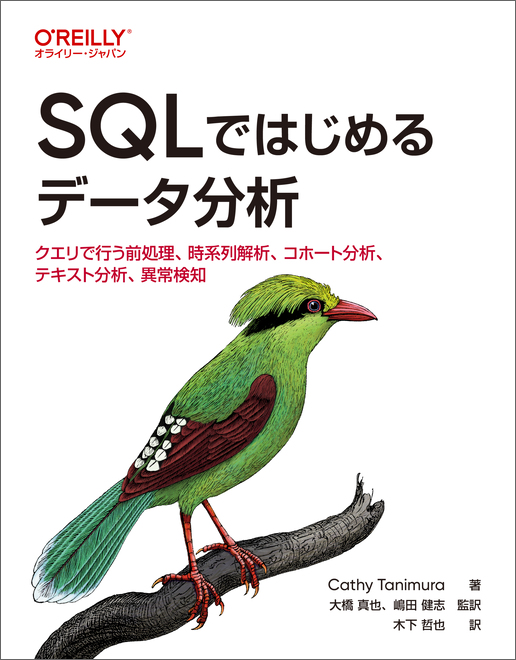 O'REILLY®
オライリー・ジャパン
SQLではじめる
データ分析
クエリで行う前処理、時系列解析、コホート分析、
テキスト分析、異常検知
Cathy Tanimura 著
大橋 真也、嶋田 健志 監訳
木下 哲也 訳